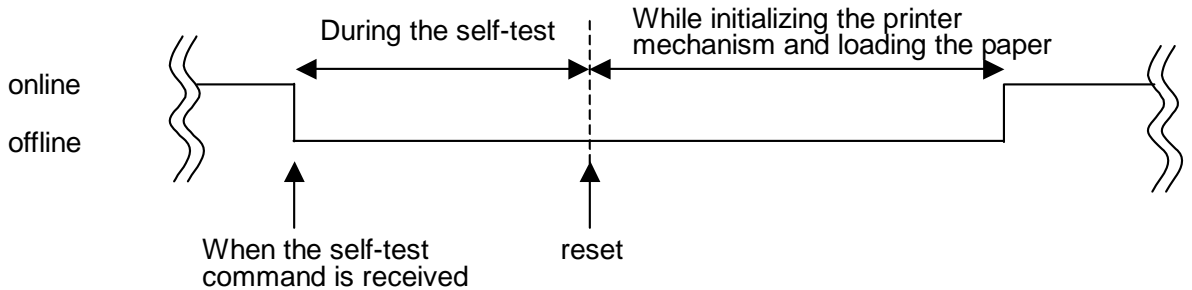 During the self-test
While initializing the printer
mechanism and loading the paper
online
offline
When the self-test
command is received
reset